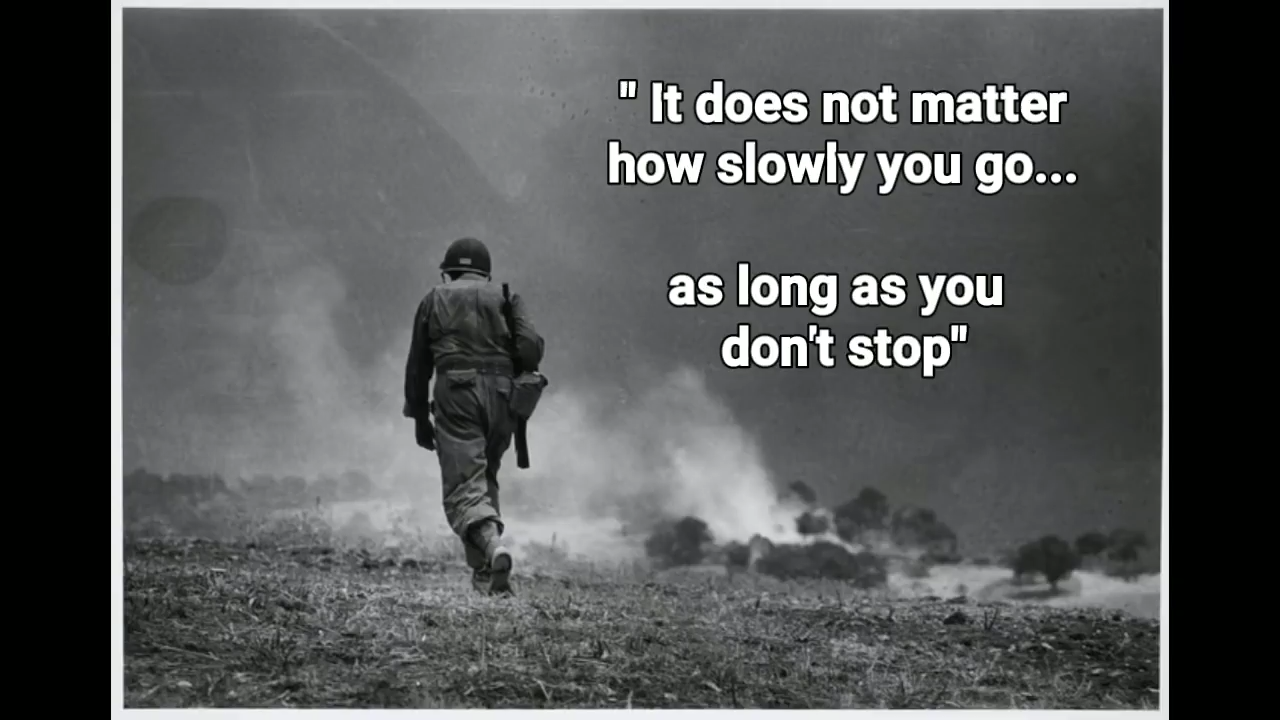 " It does not matter
how slowly you go...
as long as you
don't stop"